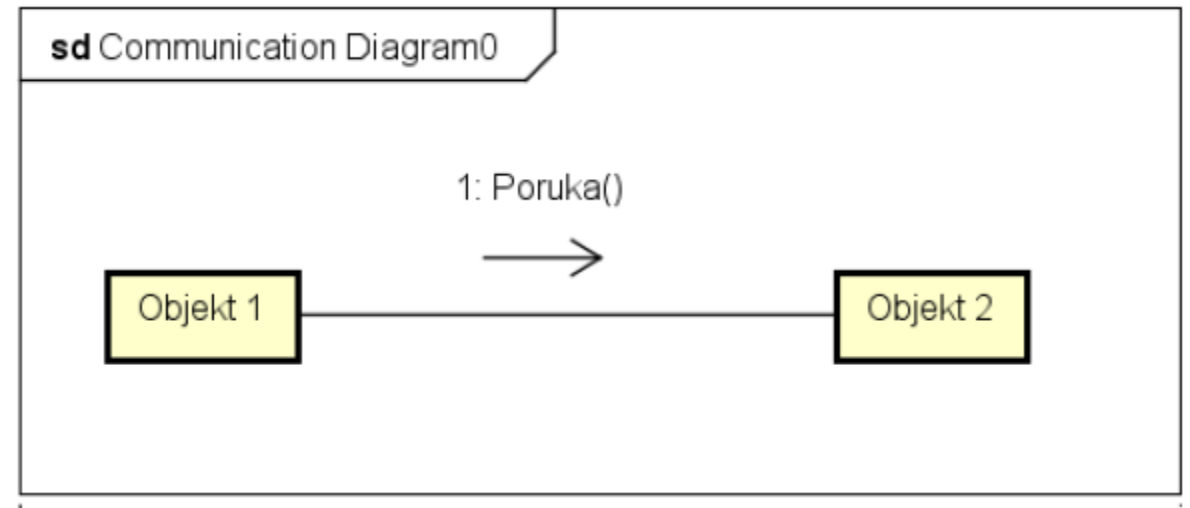 sd Communication Diagram0
1: Poruka()
Objekt 1
Objekt 2